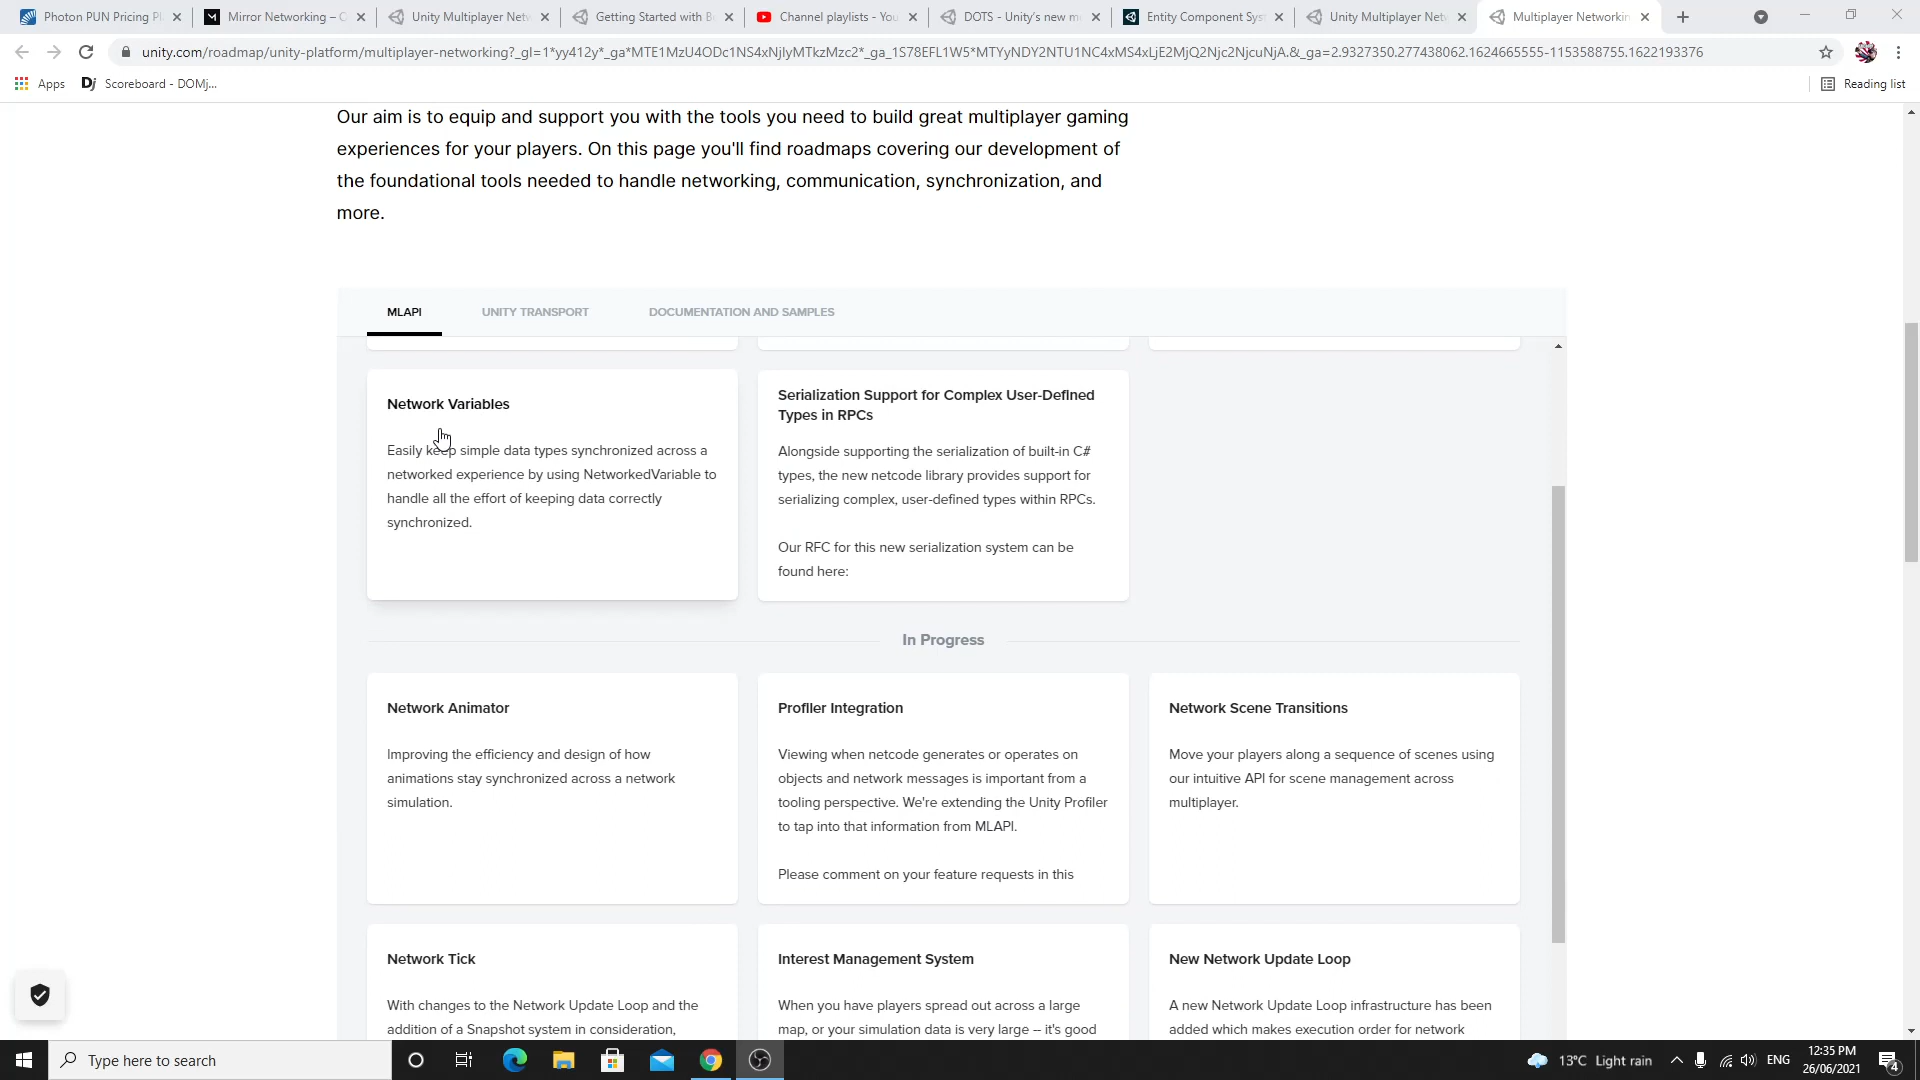 Photon PUN Pricing Pl
Mirror Networking – O
Unity Multiplayer Net
Getting Started with B
Channel playlists - You
DOTS - Unity's new m
Entity Component Sys
Unity Multiplayer Net
Multiplayer Networkin
unity.com/roadmap/unity-platform/multiplayer-networking?_gl=1*yy412y*_ga*MTE1MzU4ODc1NS4xNjIyMTkzMzc2*_ga_1S78EFL1W5*MTYyNDY2NTU1NC4xMS4xLjE2MjQ2Njc2NjcuNjA.&_ga=2.9327350.277438062.1624665555-1153588755.1622193376
Apps
Dj Scoreboard - DOMj...
Reading list
Our aim is to equip and support you with the tools you need to build great multiplayer gaming
experiences for your players. On this page you'll find roadmaps covering our development of
the foundational tools needed to handle networking, communication, synchronization, and
more.
MLAPI
UNITY TRANSPORT
DOCUMENTATION AND SAMPLES
Network Variables
Easily keep simple data types synchronized across a
networked experience by using NetworkedVariable to
handle all the effort of keeping data correctly
synchronized.
Serialization Support for Complex User-Defined
Types in RPCs
Alongside supporting the serialization of built-in C#
types, the new netcode library provides support for
serializing complex, user-defined types within RPCs.
Our RFC for this new serialization system can be
found here:
In Progress
Network Animator
Improving the efficiency and design of how
animations stay synchronized across a network
simulation.
Profiler Integration
Viewing when netcode generates or operates on
objects and network messages is important from a
tooling perspective. We're extending the Unity Profiler
to tap into that information from MLAPI.
Please comment on your feature requests in this
Network Scene Transitions
Move your players along a sequence of scenes using
our intuitive API for scene management across
multiplayer.
Network Tick
With changes to the Network Update Loop and the
addition of a Snapshot system in consideration,
Interest Management System
When you have players spread out across a large
map, or your simulation data is very large – it's good
New Network Update Loop
A new Network Update Loop infrastructure has been
added which makes execution order for network
Type here to search
13°C Light rain
ENG
12:35 PM
26/06/2021
4